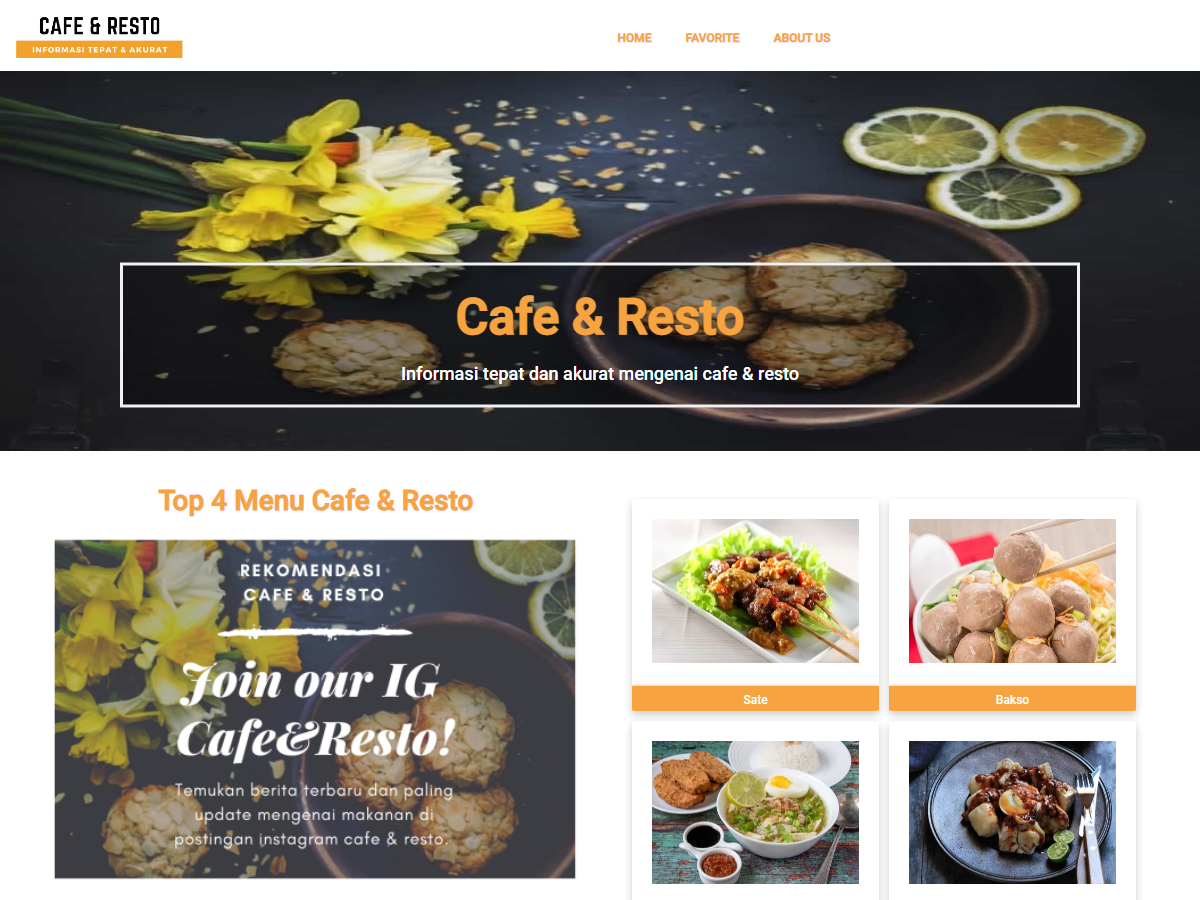 CAFE & RESTO
INFORMASI TEPAT & AKURAT
HOME FAVORITE ABOUT US
Cafe & Resto
Informasi tepat dan akurat mengenai cafe & resto
Top 4 Menu Cafe & Resto
REKOMENDASI
CAFE & RESTO
Join our IG
Cafe&Resto!
Temukan berita terbaru dan paling
update mengenai makanan di
postingan instagram cafe & resto.
Sate
Bakso